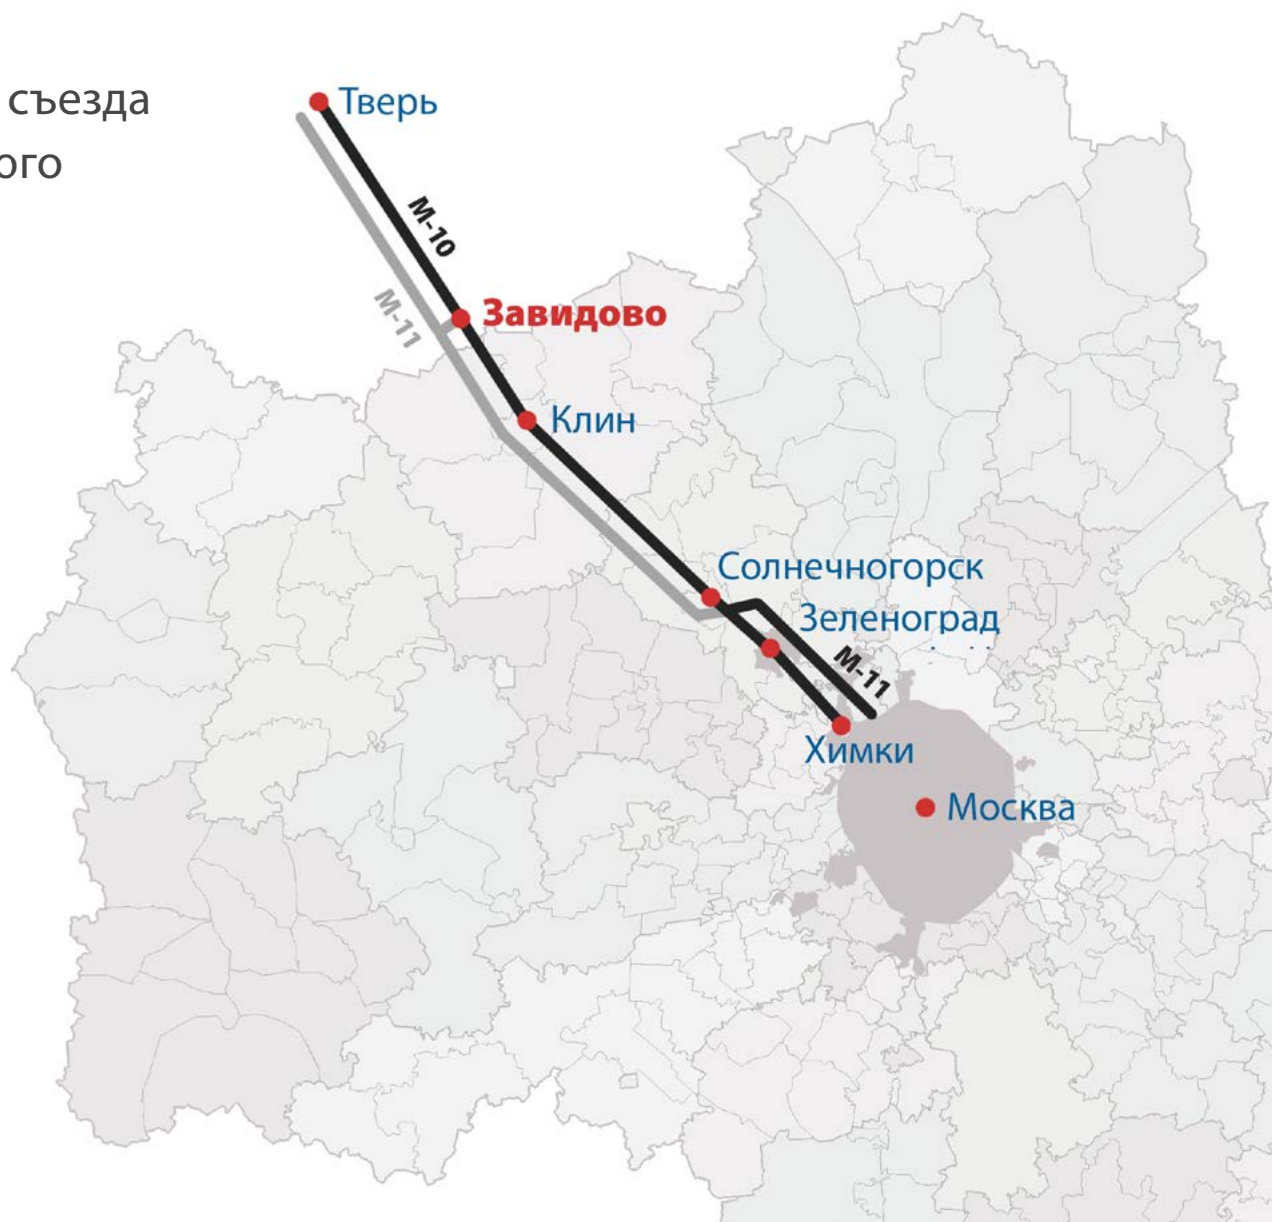 съезда
ого
Тверь
М-10
М-11
Завидово
Клин
Солнечногорск
Зеленоград
М-11
Химки
Москва